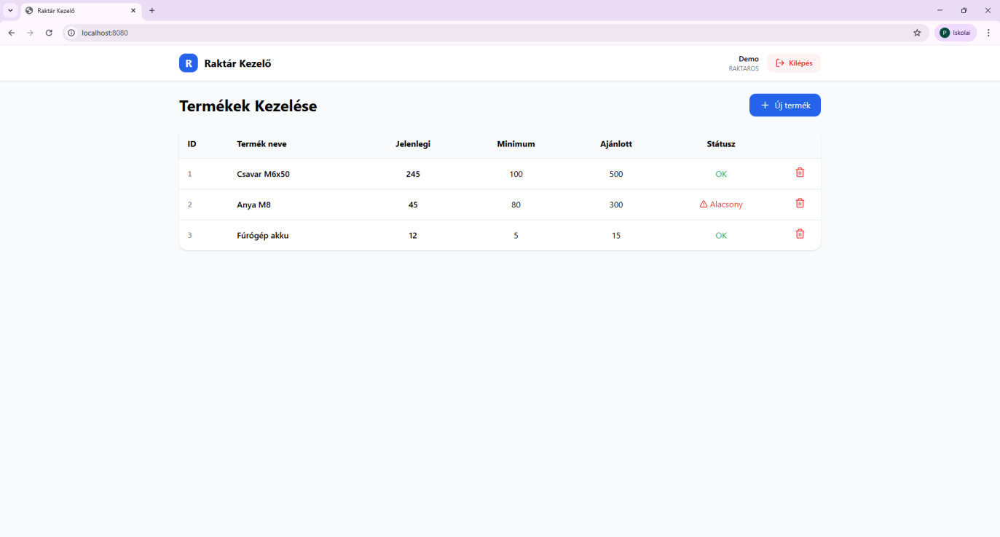 Raktár Kezelő
localhost:8080
P Iskolai
R Raktár Kezelő
Demo
RAKTAROS
Kilépés
Termékek Kezelése
Új termék
ID Termék neve Jelenlegi Minimum Ajánlott Státusz
1 Csavar M6x50 245 100 500 OK
2 Anya M8 45 80 300 Alacsony
3 Fúrógép akku 12 5 15 OK